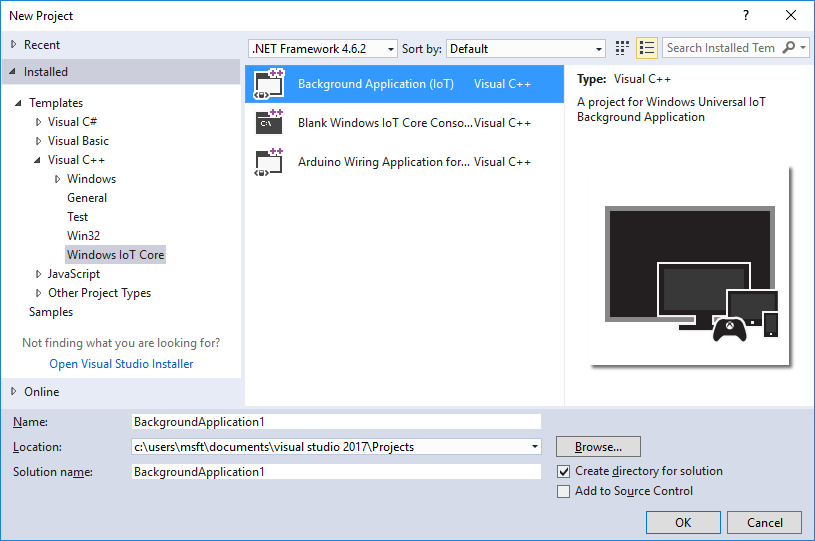 New Project
?
Recent
Installed
.NET Framework 4.6.2
Sort by:
Default
Search Installed Tem
Templates
Visual C#
Visual Basic
Visual C++
Windows
General
Test
Win32
Windows IoT Core
JavaScript
Other Project Types
Samples
Not finding what you are looking for?
Open Visual Studio Installer
Online
Background Application (IoT) Visual C++
C:\
Blank Windows IoT Core Conso... Visual C++
Arduino Wiring Application for... Visual C++
Type: Visual C++
A project for Windows Universal IoT
Background Application
Name: BackgroundApplication1
Location: c:\users\msft\documents\visual studio 2017\Projects
Browse...
Solution name: BackgroundApplication1
Create directory for solution
Add to Source Control
OK
Cancel